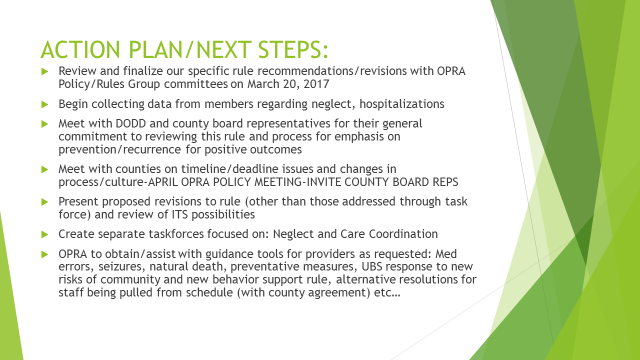 ACTION PLAN/NEXT STEPS:
Review and finalize our specific rule recommendations/revisions with OPRA
Policy/Rules Group committees on March 20, 2017
Begin collecting data from members regarding neglect, hospitalizations
Meet with DODD and county board representatives for their general
commitment to reviewing this rule and process for emphasis on
prevention/recurrence for positive outcomes
Meet with counties on timeline/deadline issues and changes in
process/culture-APRIL OPRA POLICY MEETING-INVITE COUNTY BOARD REPS
Present proposed revisions to rule (other than those addressed through task
force) and review of ITS possibilities
Create separate taskforces focused on: Neglect and Care Coordination
OPRA to obtain/assist with guidance tools for providers as requested: Med
errors, seizures, natural death, preventative measures, UBS response to new
risks of community and new behavior support rule, alternative resolutions for
staff being pulled from schedule (with county agreement) etc…